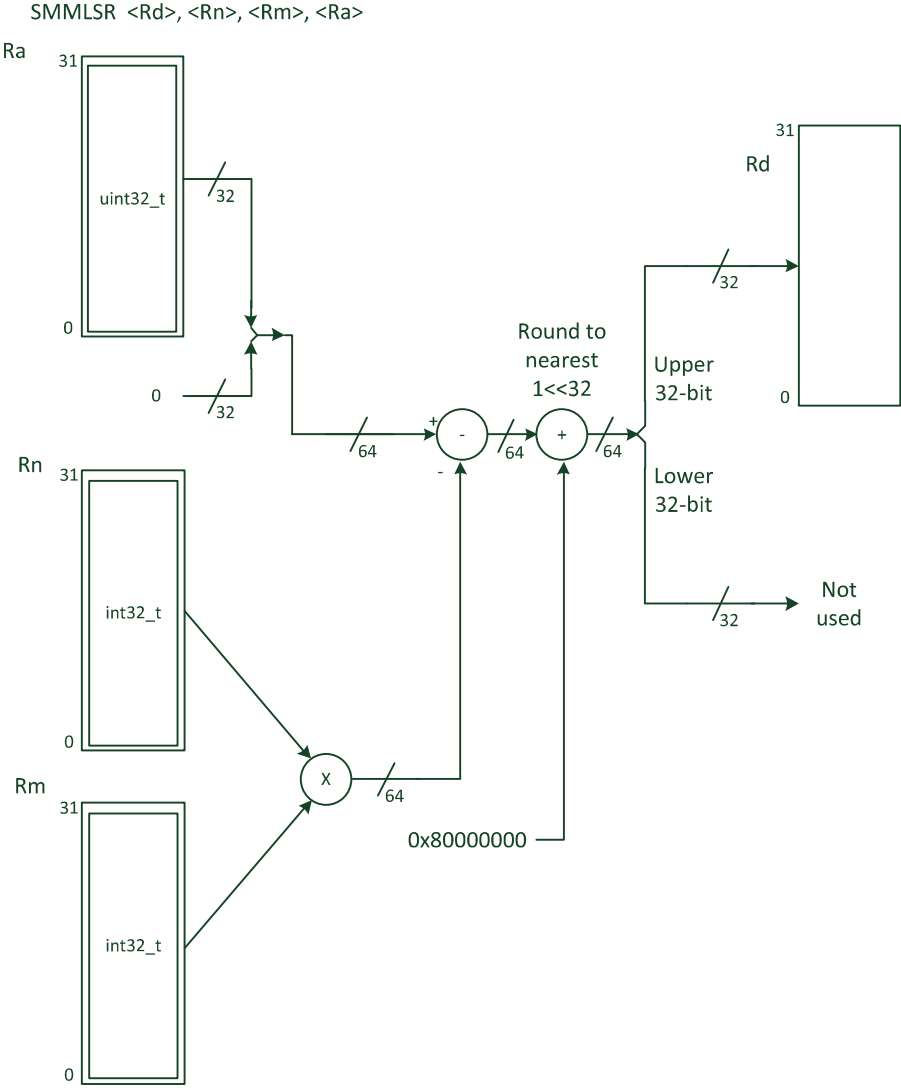 SMMLSR <Rd>, <Rn>, <Rm>, <Ra>
Ra
31
uint32_t
32
0
0
32
31
Rd
32
0
Round to
nearest
1<<32
Upper
32-bit
+
-
-
64
64
+
64
Lower
32-bit
32
Not
used
Rn
31
int32_t
0
X
64
0x80000000
Rm
31
int32_t
0